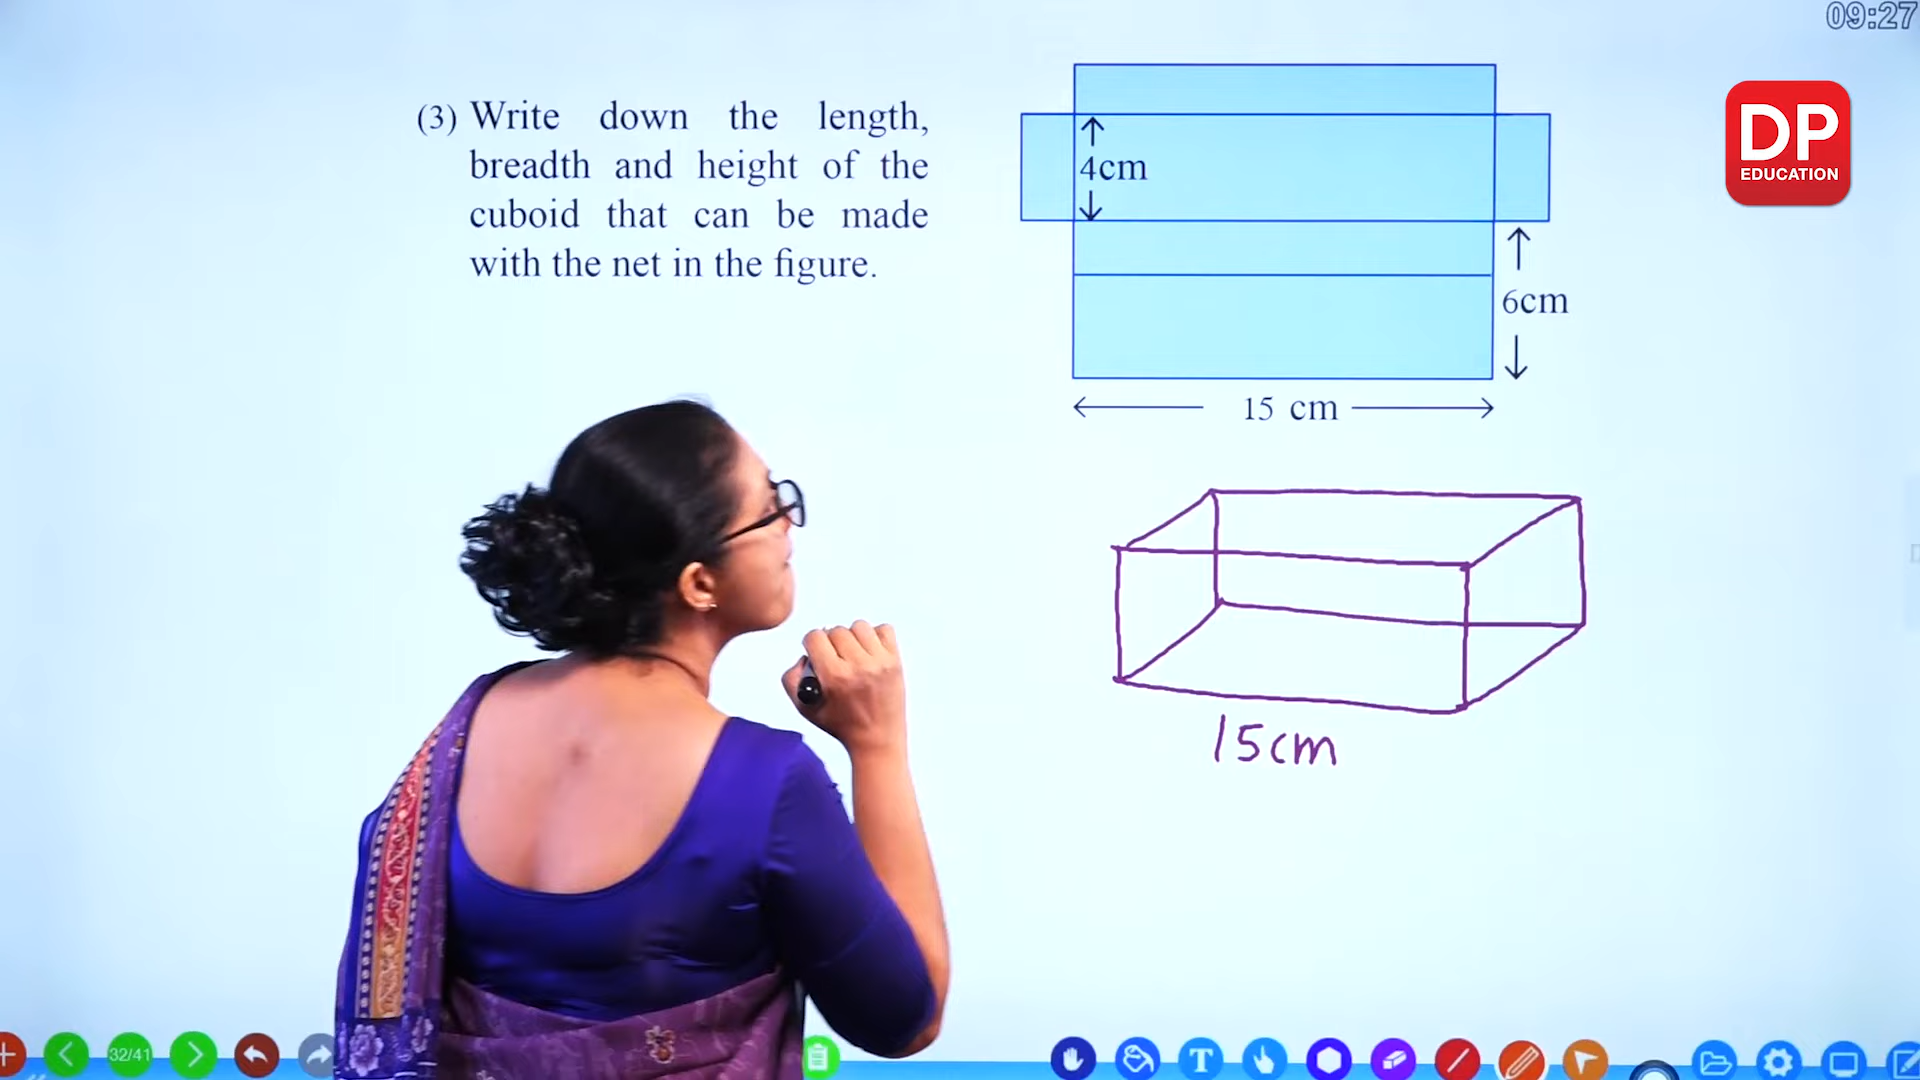 09:27
DP
EDUCATION
(3) Write down the length,
breadth and height of the
cuboid that can be made
with the net in the figure.
4cm
6cm
15 cm
15cm
32/41
T